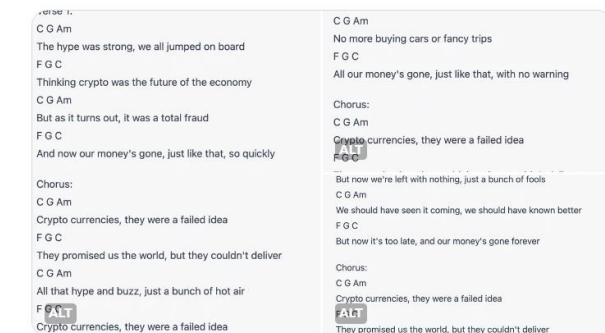 Verse 1:
C G Am
The hype was strong, we all jumped on board
F G C
Thinking crypto was the future of the economy
C G Am
But as it turns out, it was a total fraud
F G C
And now our money's gone, just like that, so quickly
Chorus:
C G Am
Crypto currencies, they were a failed idea
F G C
They promised us the world, but they couldn't deliver
C G Am
All that hype and buzz, just a bunch of hot air
F G C
ALT
Crypto currencies, they were a failed idea
C G Am
No more buying cars or fancy trips
F G C
All our money's gone, just like that, with no warning
Chorus:
C G Am
Crypto currencies, they were a failed idea
ALT
F G C
But now we're left with nothing, just a bunch of fools
C G Am
We should have seen it coming, we should have known better
F G C
But now it's too late, and our money's gone forever
Chorus:
C G Am
Crypto currencies, they were a failed idea
ALT
They promised us the world, but they couldn't deliver